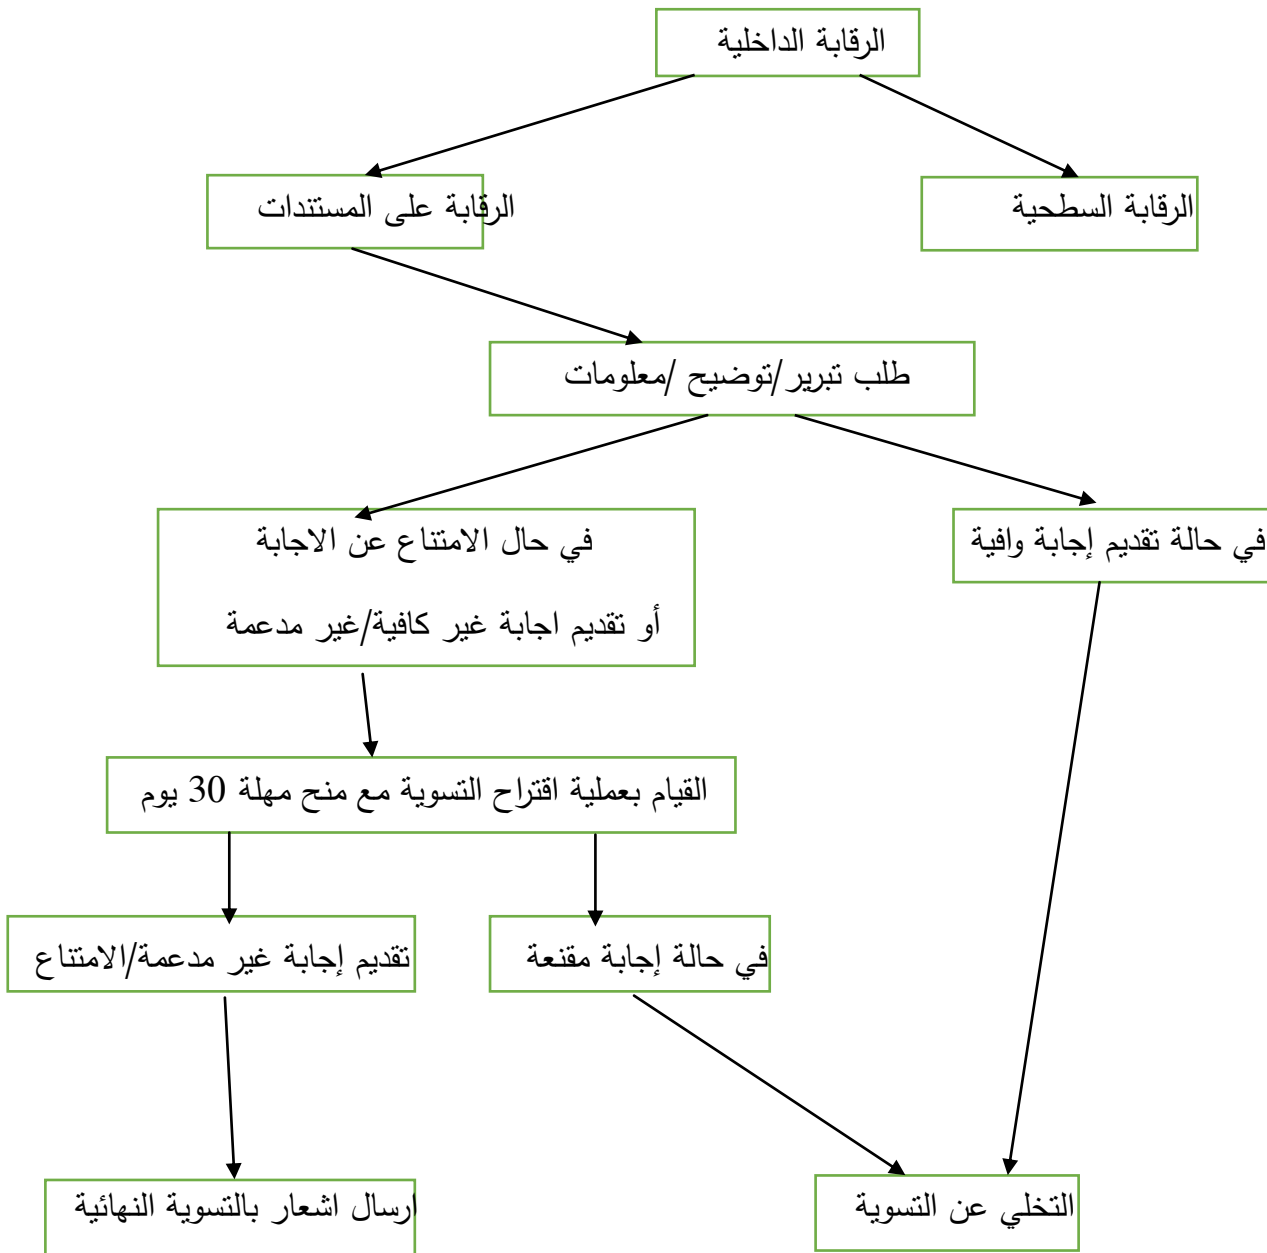 الرقابة الداخلية
الرقابة السطحية
الرقابة على المستندات
طلب تبرير/توضيح /معلومات
في حالة تقديم إجابة وافية
في حال الامتناع عن الاجابة
أو تقديم اجابة غير كافية/غير مدعمة
القيام بعملية اقتراح التسوية مع منح مهلة 30 يوم
في حالة إجابة مقنعة
تقديم إجابة غير مدعمة/الامتناع
التخلي عن التسوية
ارسال اشعار بالتسوية النهائية